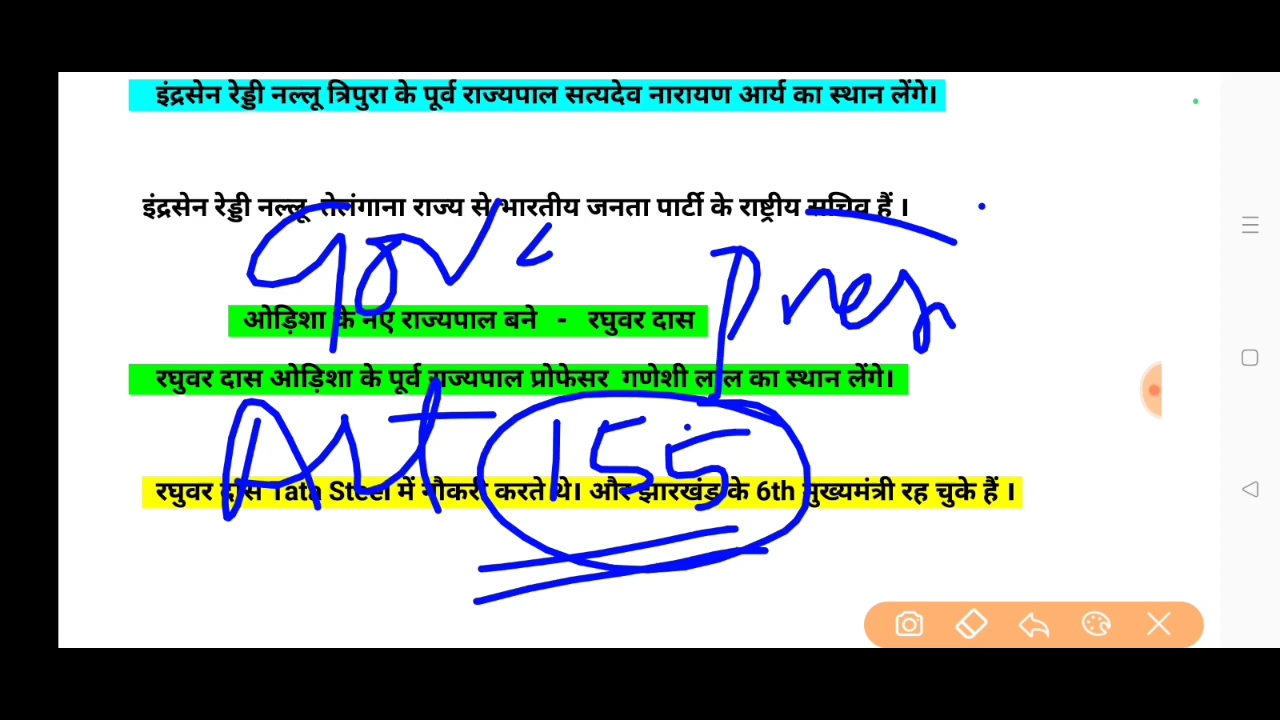 इंद्रसेन रेड्डी नल्लू त्रिपुरा के पूर्व राज्यपाल सत्यदेव नारायण आर्य का स्थान लेंगे।
इंद्रसेन रेड्डी नल्लू तेलंगाना राज्य से भारतीय जनता पार्टी के राष्ट्रीय सचिव हैं ।
Gov
Pres
ओड़िशा के नए राज्यपाल बने - रघुवर दास
रघुवर दास ओड़िशा के पूर्व राज्यपाल प्रोफेसर गणेशी लाल का स्थान लेंगे।
Art 155
रघुवर दास Tata Steel में नौकरी करते थे। और झारखंड के 6th मुख्यमंत्री रह चुके हैं ।